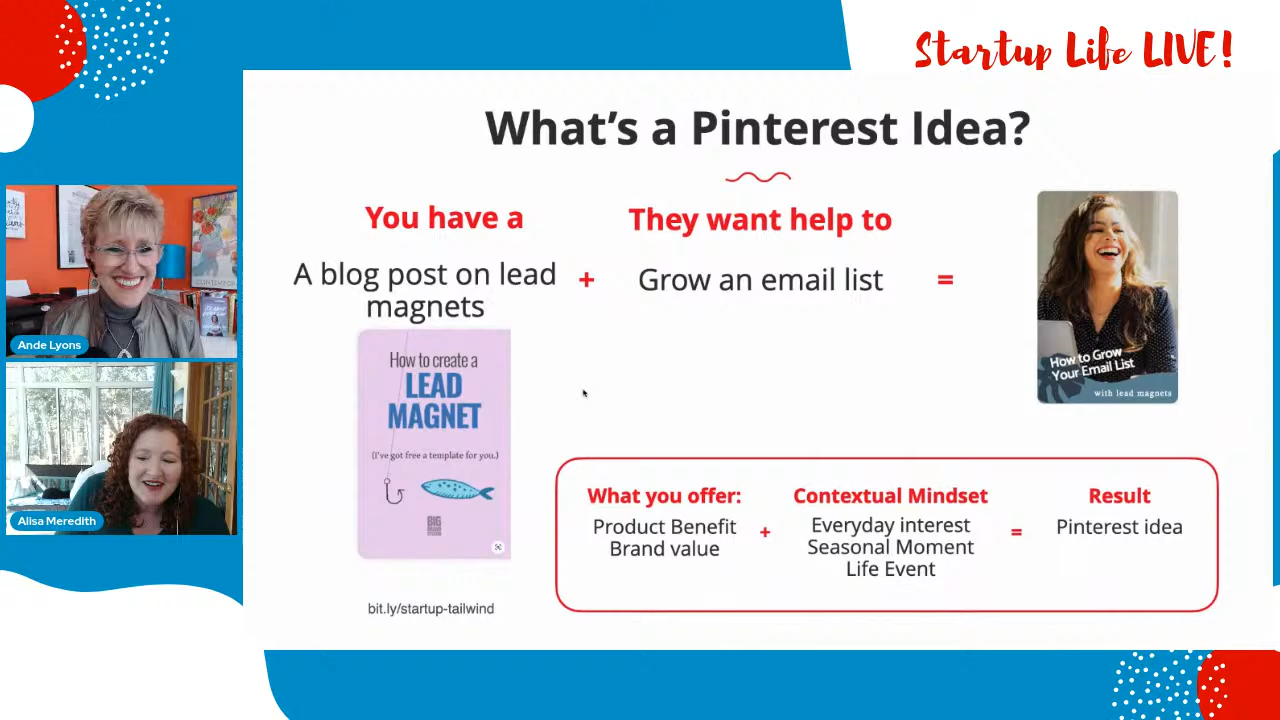 Startup Life LIVE!
What's a Pinterest Idea?
You have a
They want help to
A blog post on lead
magnets
+
Grow an email list
=
How to create a
LEAD
MAGNET
(I've got free a template for you.)
BIG
How to Grow
Your Email List
with lead magnets
What you offer:
Product Benefit
Brand value
+
Contextual Mindset
Everyday interest
Seasonal Moment
Life Event
=
Result
Pinterest idea
bit.ly/startup-tailwind
Ande Lyons
Alisa Meredith